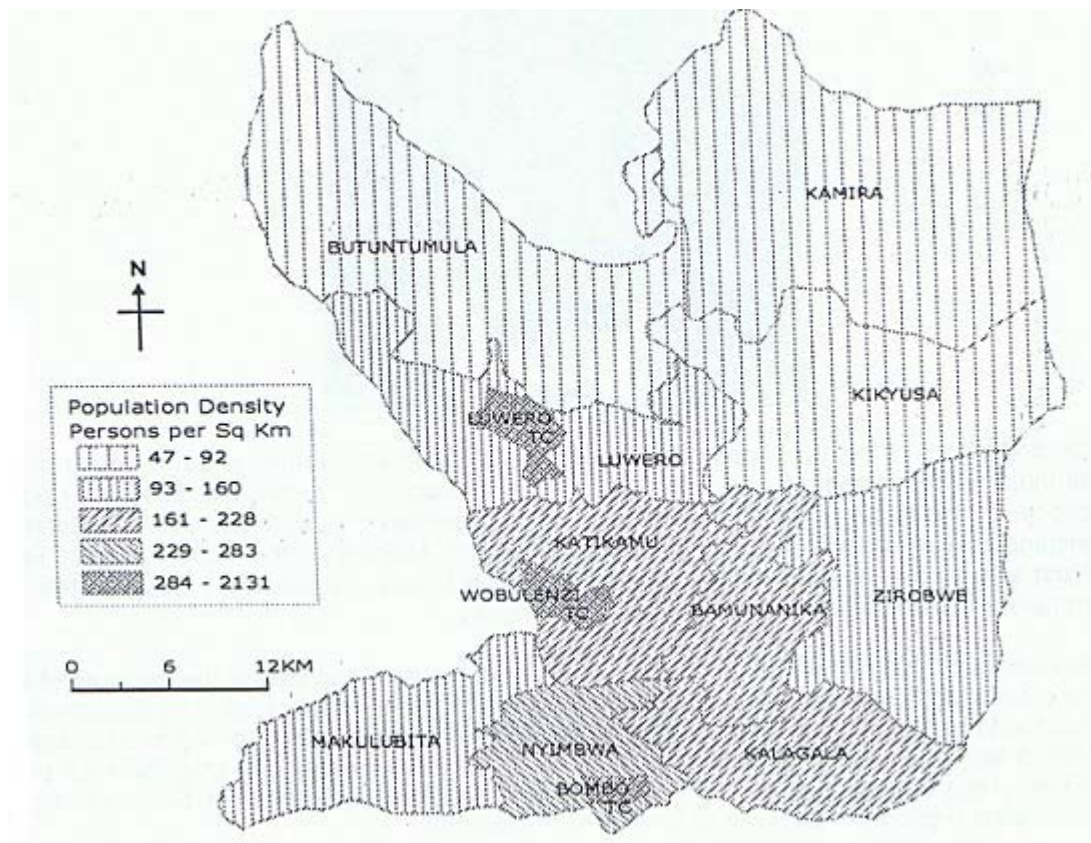 KAMIRA
BUTUNTUMULA
N
KIKYUSA
Population Density
Persons per Sq Km
47 - 92
93 - 160
161 - 228
229 - 283
284 - 2131
LUWERO
TC
LUWERO
KATIKAMU
WOBULENZI
TC
BAMUNANIKA
ZIROBWE
0 6 12KM
MAKULUBITA
NYIMBWA
KALAGALA
BOMBO
TC